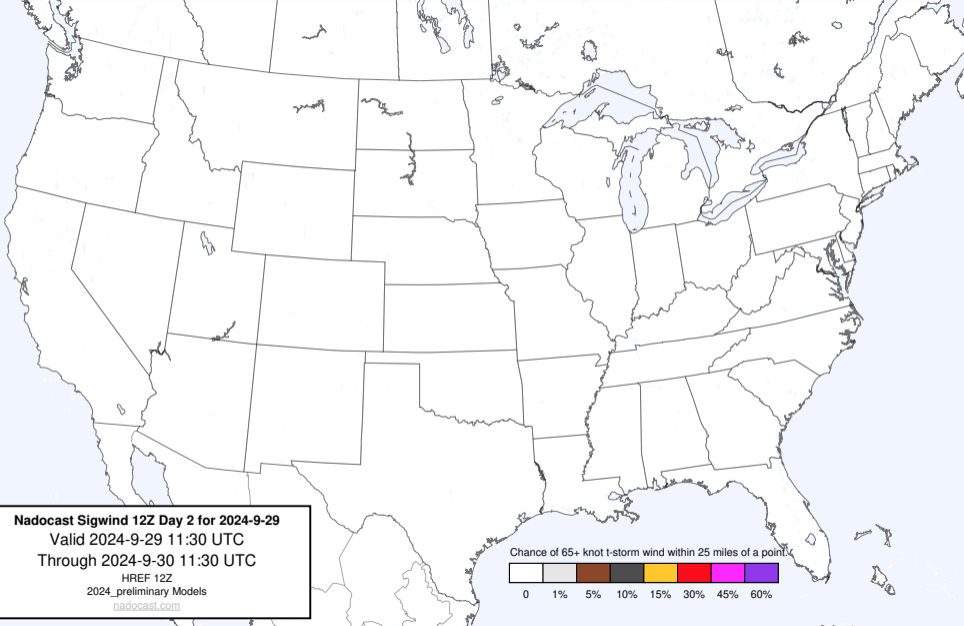 Nadocast Sigwind 12Z Day 2 for 2024-9-29
Valid 2024-9-29 11:30 UTC
Through 2024-9-30 11:30 UTC
HREF 12Z
2024_preliminary Models
nadocast.com
Chance of 65+ knot t-storm wind within 25 miles of a point.
0 1% 5% 10% 15% 30% 45% 60%